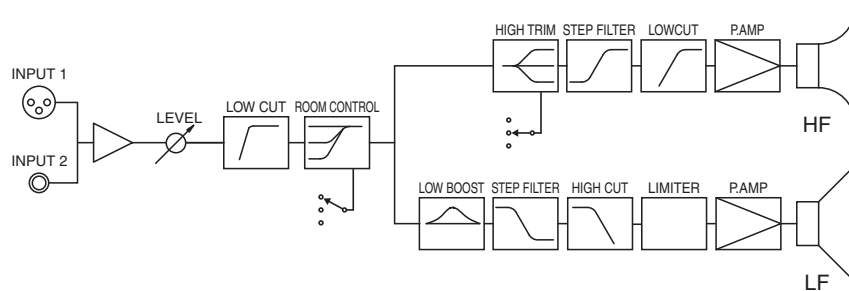 HIGH TRIM STEP FILTER LOWCUT P.AMP
INPUT 1
LEVEL LOW CUT ROOM CONTROL
HF
INPUT 2
LOW BOOST STEP FILTER HIGH CUT LIMITER P.AMP
LF